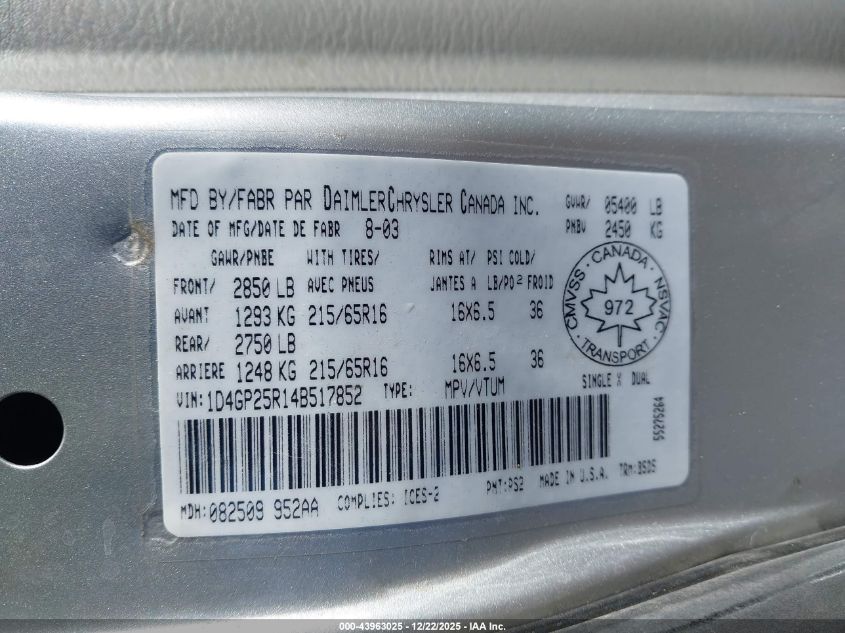 MFD BY/FABR PAR DAIMLERCHRYSLER CANADA INC. GVWR/ 05400 LB
DATE OF MFG/DATE DE FABR 8-03 PNBV 2450 KG
GAWR/PNBE WITH TIRES/ RIMS AT/ PSI COLD/
FRONT/ 2850 LB AVEC PNEUS JANTES A LB/PO² FROID
AVANT 1293 KG 215/65R16 16X6.5 36
REAR/ 2750 LB
ARRIERE 1248 KG 215/65R16 16X6.5 36
CMVSS · CANADA · NSVAC · TRANSPORT ·
972
VIN: 1D4GP25R14B517852 TYPE: MPV/VTUM SINGLE X DUAL
55275264
MDH: 082509 952AA COMPLIES: ICES-2 PNT: PS2 MADE IN U.S.A. TRM: BSDS
000-43963025 - 12/22/2025 - IAA Inc.